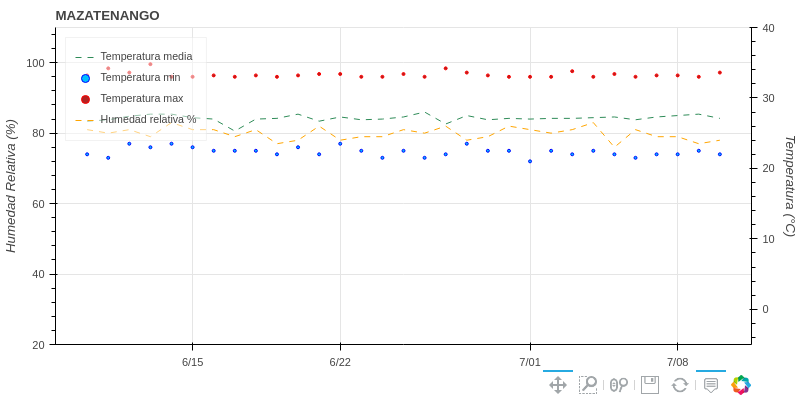 MAZATENANGO
Temperatura media
Temperatura min
Temperatura max
Humedad relativa %
Humedad Relativa (%)
100
80
60
40
20
Temperatura (°C)
40
30
20
10
0
6/15
6/22
7/01
7/08